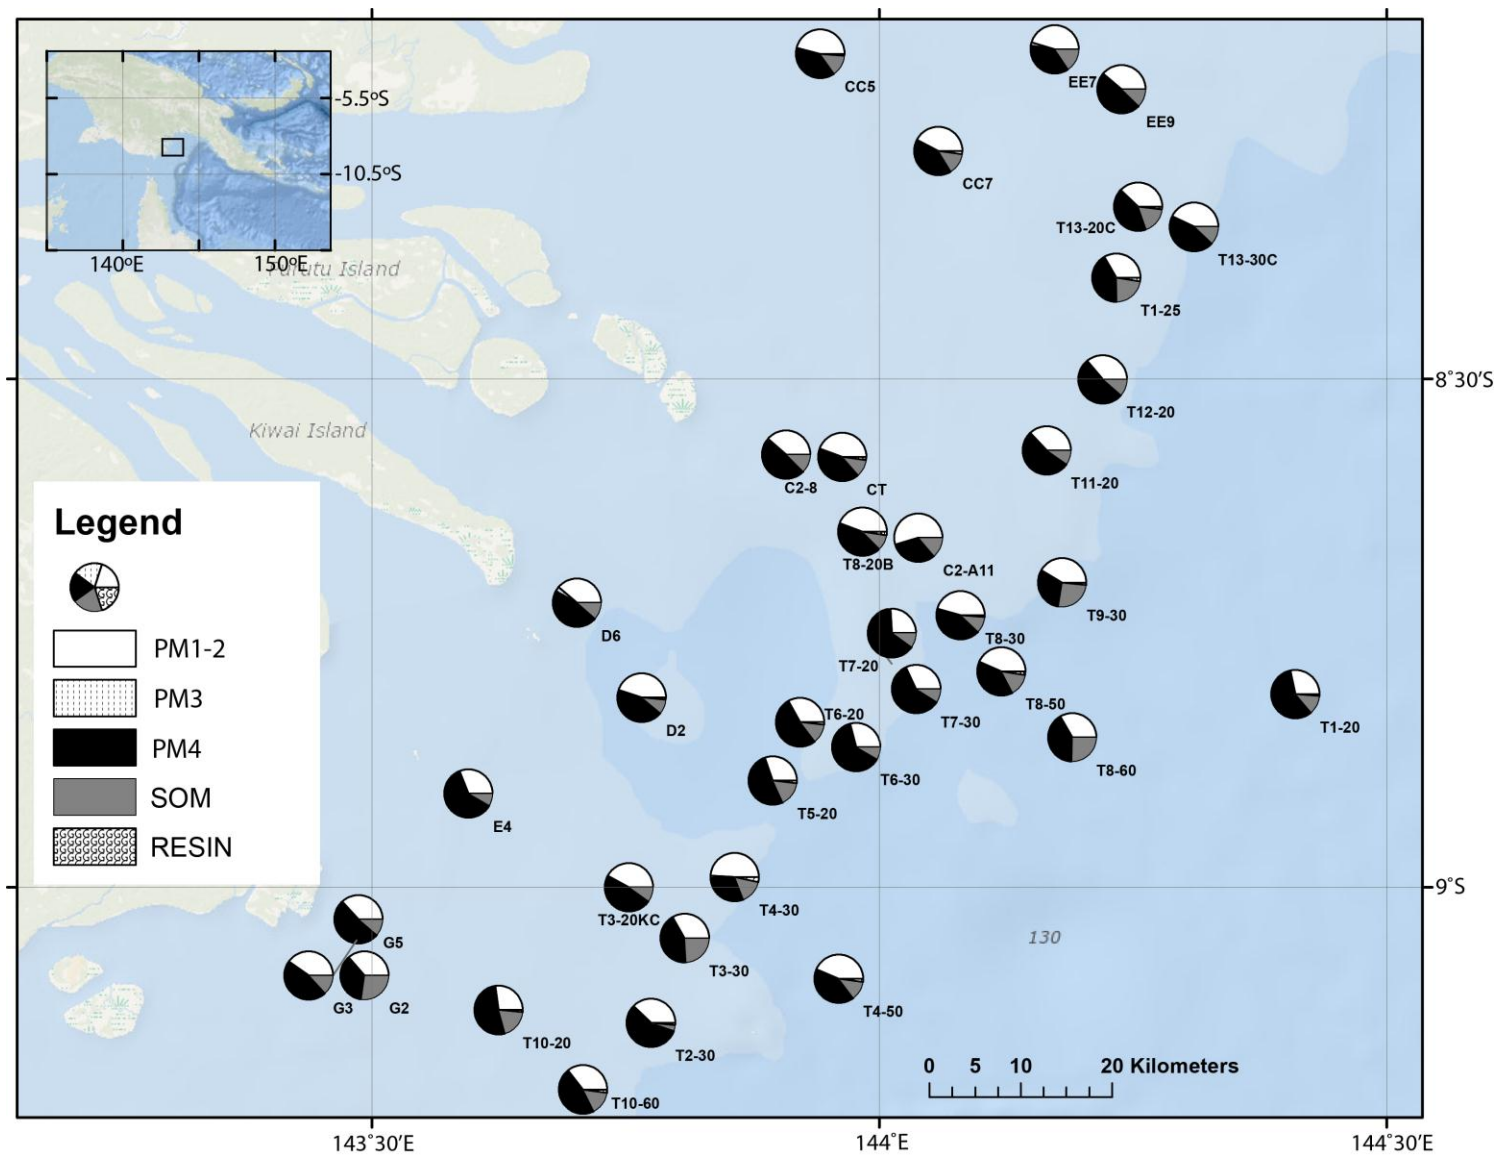 CC5
EE7
EE9
-5.5ºS
-10.5ºS
CC7
T13-20C
T13-30C
140ºE
150ºE
Purutu Island
T1-25
8˚30'S
T12-20
Kiwai Island
T11-20
C2-8
CT
Legend
T8-20B
C2-A11
T9-30
D6
T8-30
PM1-2
T7-20
PM3
T8-50
T7-30
T6-20
T1-20
D2
PM4
T8-60
T6-30
SOM
T5-20
E4
RESIN
9˚S
T4-30
T3-20KC
G5
130
T3-30
G3
G2
T4-50
T10-20
T2-30
0 5 10 20 Kilometers
T10-60
143˚30'E
144˚E
144˚30'E